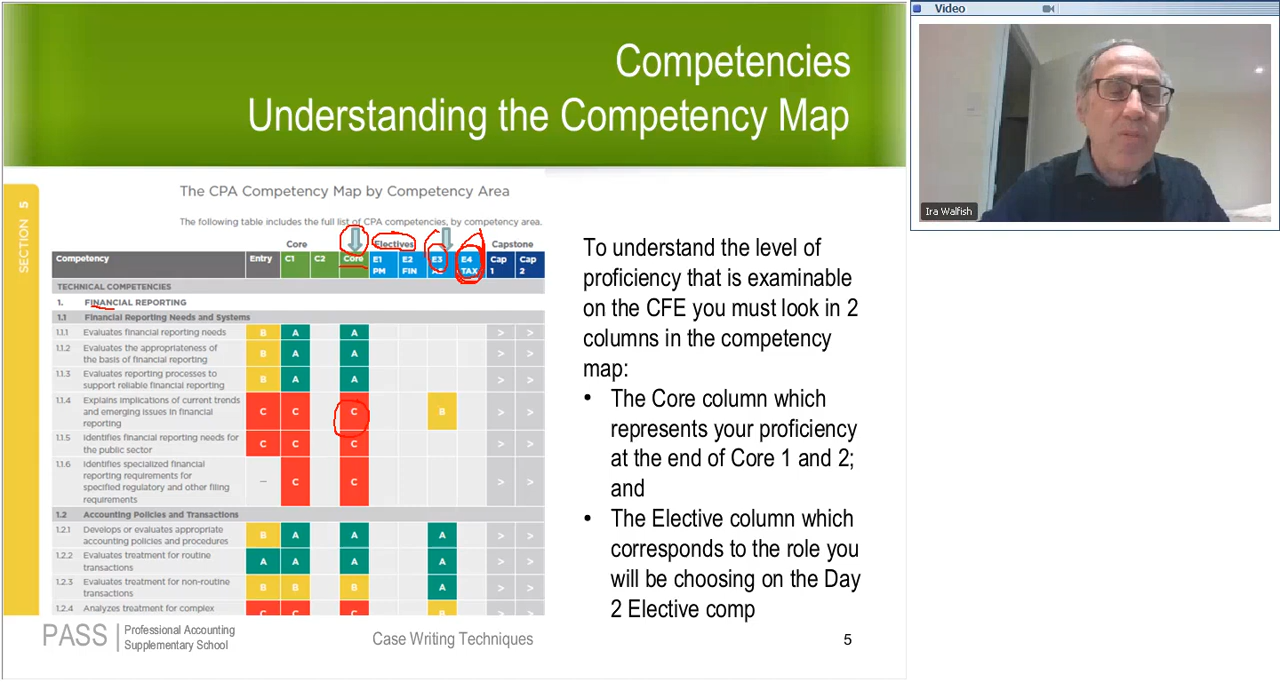 Video
Competencies
Understanding the Competency Map
Ira Walfish
SECTION 5
The CPA Competency Map by Competency Area
The following table includes the full list of CPA competencies, by competency area.
Core Electives Capstone
Competency Entry C1 C2 Core E1 PM E2 FIN E3 E4 TAX Cap 1 Cap 2
TECHNICAL COMPETENCIES
1. FINANCIAL REPORTING
1.1 Financial Reporting Needs and Systems
1.1.1 Evaluates financial reporting needs B A A > >
1.1.2 Evaluates the appropriateness of
the basis of financial reporting B A A > >
1.1.3 Evaluates reporting processes to
support reliable financial reporting B A A > >
1.1.4 Explains implications of current trends
and emerging issues in financial
reporting C C C B > >
1.1.5 Identifies financial reporting needs for
the public sector C C C > >
1.1.6 Identifies specialized financial
reporting requirements for
specified regulatory and other filing
requirements – C C > >
1.2 Accounting Policies and Transactions
1.2.1 Develops or evaluates appropriate
accounting policies and procedures B A A A > >
1.2.2 Evaluates treatment for routine
transactions A A A A > >
1.2.3 Evaluates treatment for non-routine
transactions B B B A > >
1.2.4 Analyzes treatment for complex C C C B > >
To understand the level of
proficiency that is examinable
on the CFE you must look in 2
columns in the competency
map:
• The Core column which
represents your proficiency
at the end of Core 1 and 2;
and
• The Elective column which
corresponds to the role you
will be choosing on the Day
2 Elective comp
PASS Professional Accounting
Supplementary School
Case Writing Techniques
5